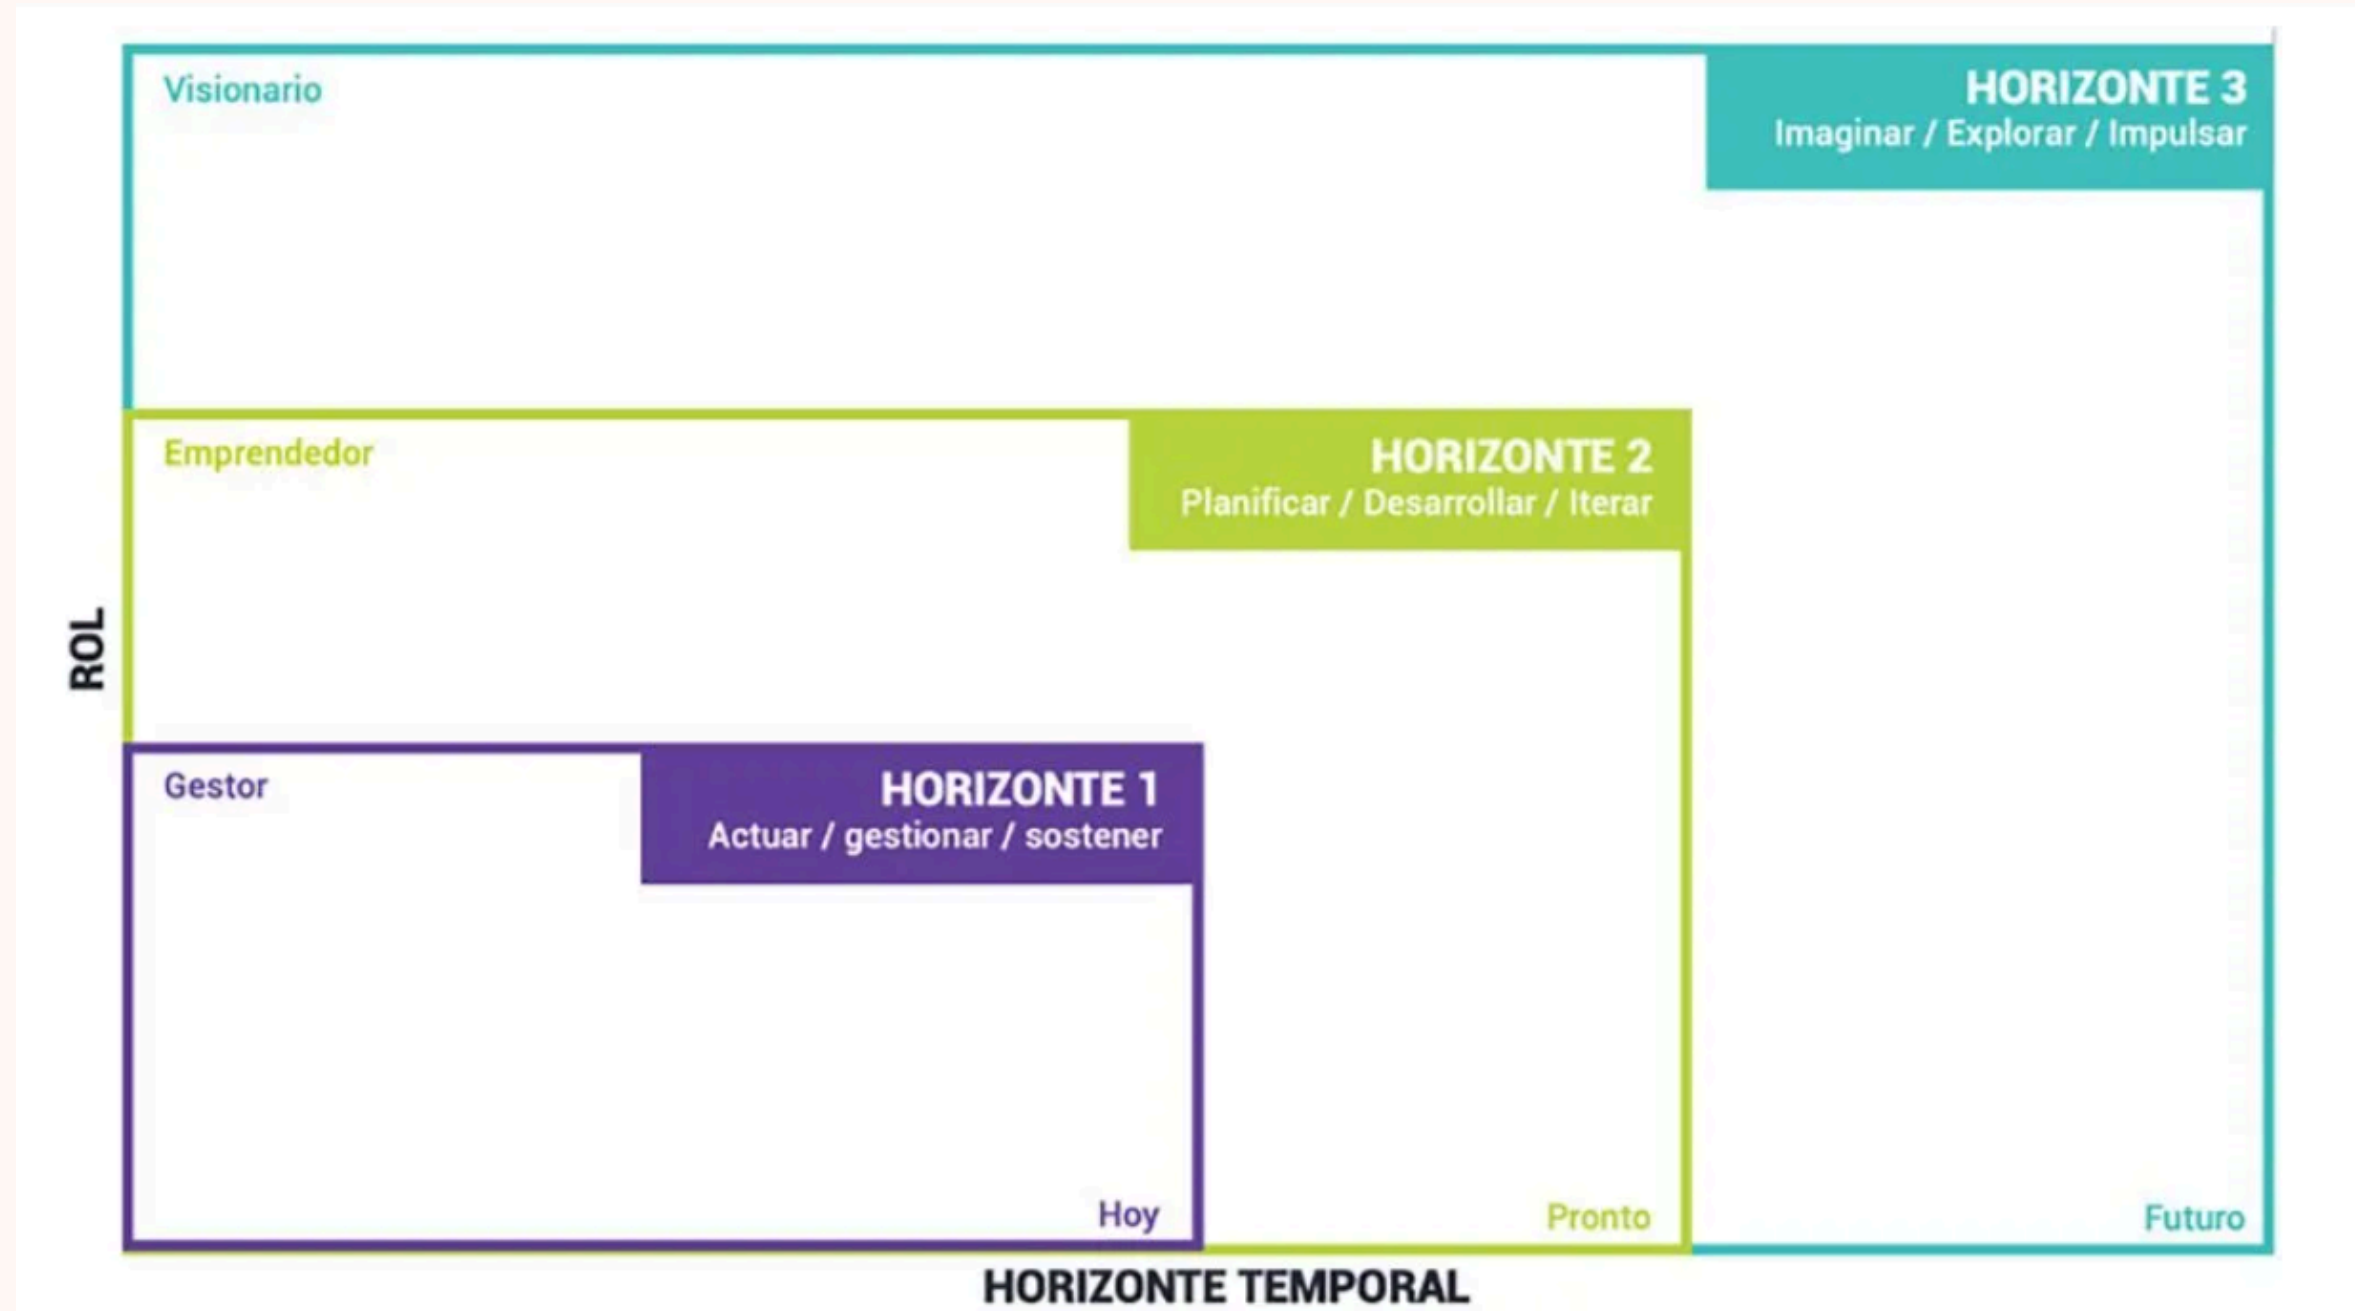 Visionario
HORIZONTE 3
Imaginar / Explorar / Impulsar
Emprendedor
HORIZONTE 2
Planificar / Desarrollar / Iterar
ROL
Gestor
HORIZONTE 1
Actuar / gestionar / sostener
Hoy
Pronto
Futuro
HORIZONTE TEMPORAL